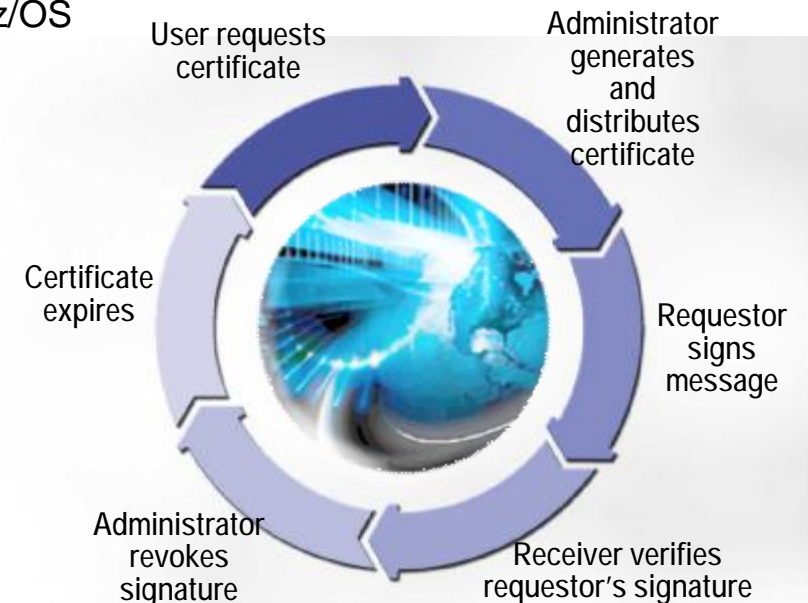 z/OS
User requests
certificate
Administrator
generates
and
distributes
certificate
Requestor
signs
message
Receiver verifies
requestor's signature
Administrator
revokes
signature
Certificate
expires